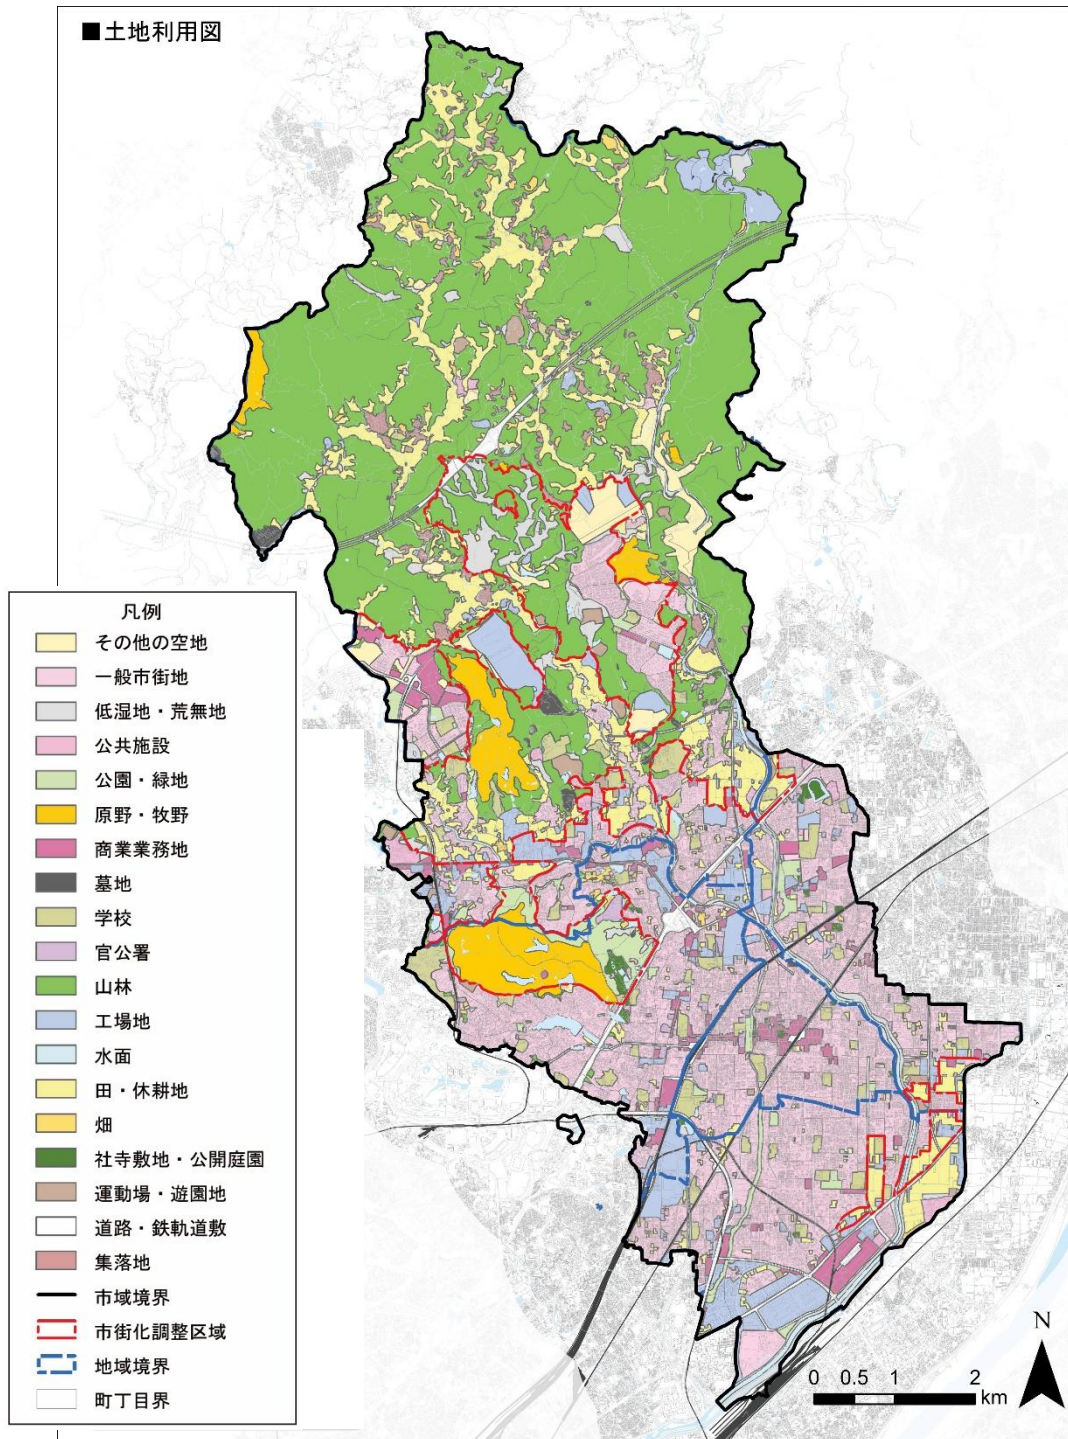 ■土地利用図
凡例
その他の空地
一般市街地
低湿地・荒無地
公共施設
公園・緑地
原野・牧野
商業業務地
墓地
学校
官公署
山林
工場地
水面
田・休耕地
畑
社寺敷地・公開庭園
運動場・遊園地
道路・鉄軌道敷
集落地
市域境界
市街化調整区域
地域境界
町丁目界
N
0 0.5 1 2
km